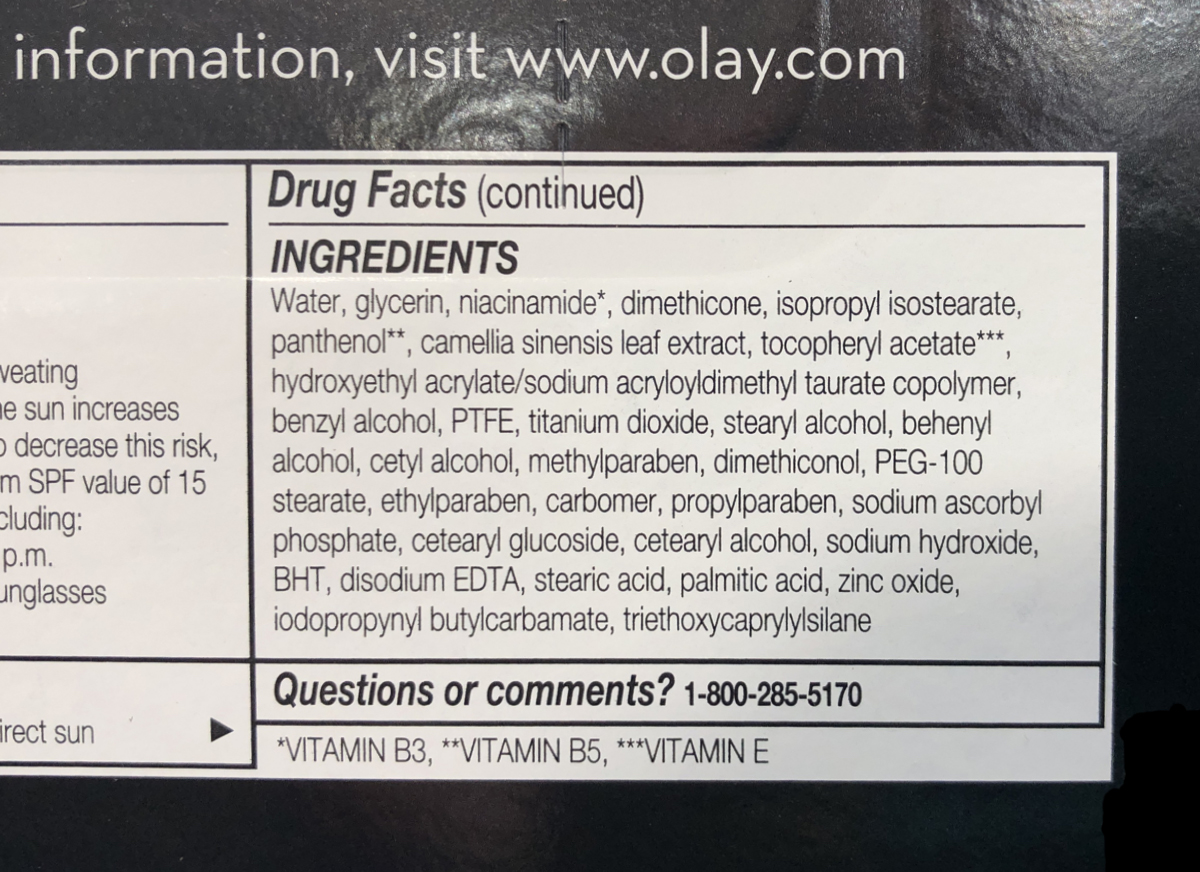 information, visit www.olay.com
veating
ne sun increases
o decrease this risk,
m SPF value of 15
cluding:
p.m.
unglasses
irect sun
Drug Facts (continued)
INGREDIENTS
Water, glycerin, niacinamide*, dimethicone, isopropyl isostearate,
panthenol**, camellia sinensis leaf extract, tocopheryl acetate***,
hydroxyethyl acrylate/sodium acryloyldimethyl taurate copolymer,
benzyl alcohol, PTFE, titanium dioxide, stearyl alcohol, behenyl
alcohol, cetyl alcohol, methylparaben, dimethiconol, PEG-100
stearate, ethylparaben, carbomer, propylparaben, sodium ascorbyl
phosphate, cetearyl glucoside, cetearyl alcohol, sodium hydroxide,
BHT, disodium EDTA, stearic acid, palmitic acid, zinc oxide,
iodopropynyl butylcarbamate, triethoxycaprylylsilane
Questions or comments? 1-800-285-5170
*VITAMIN B3, **VITAMIN B5, ***VITAMIN E